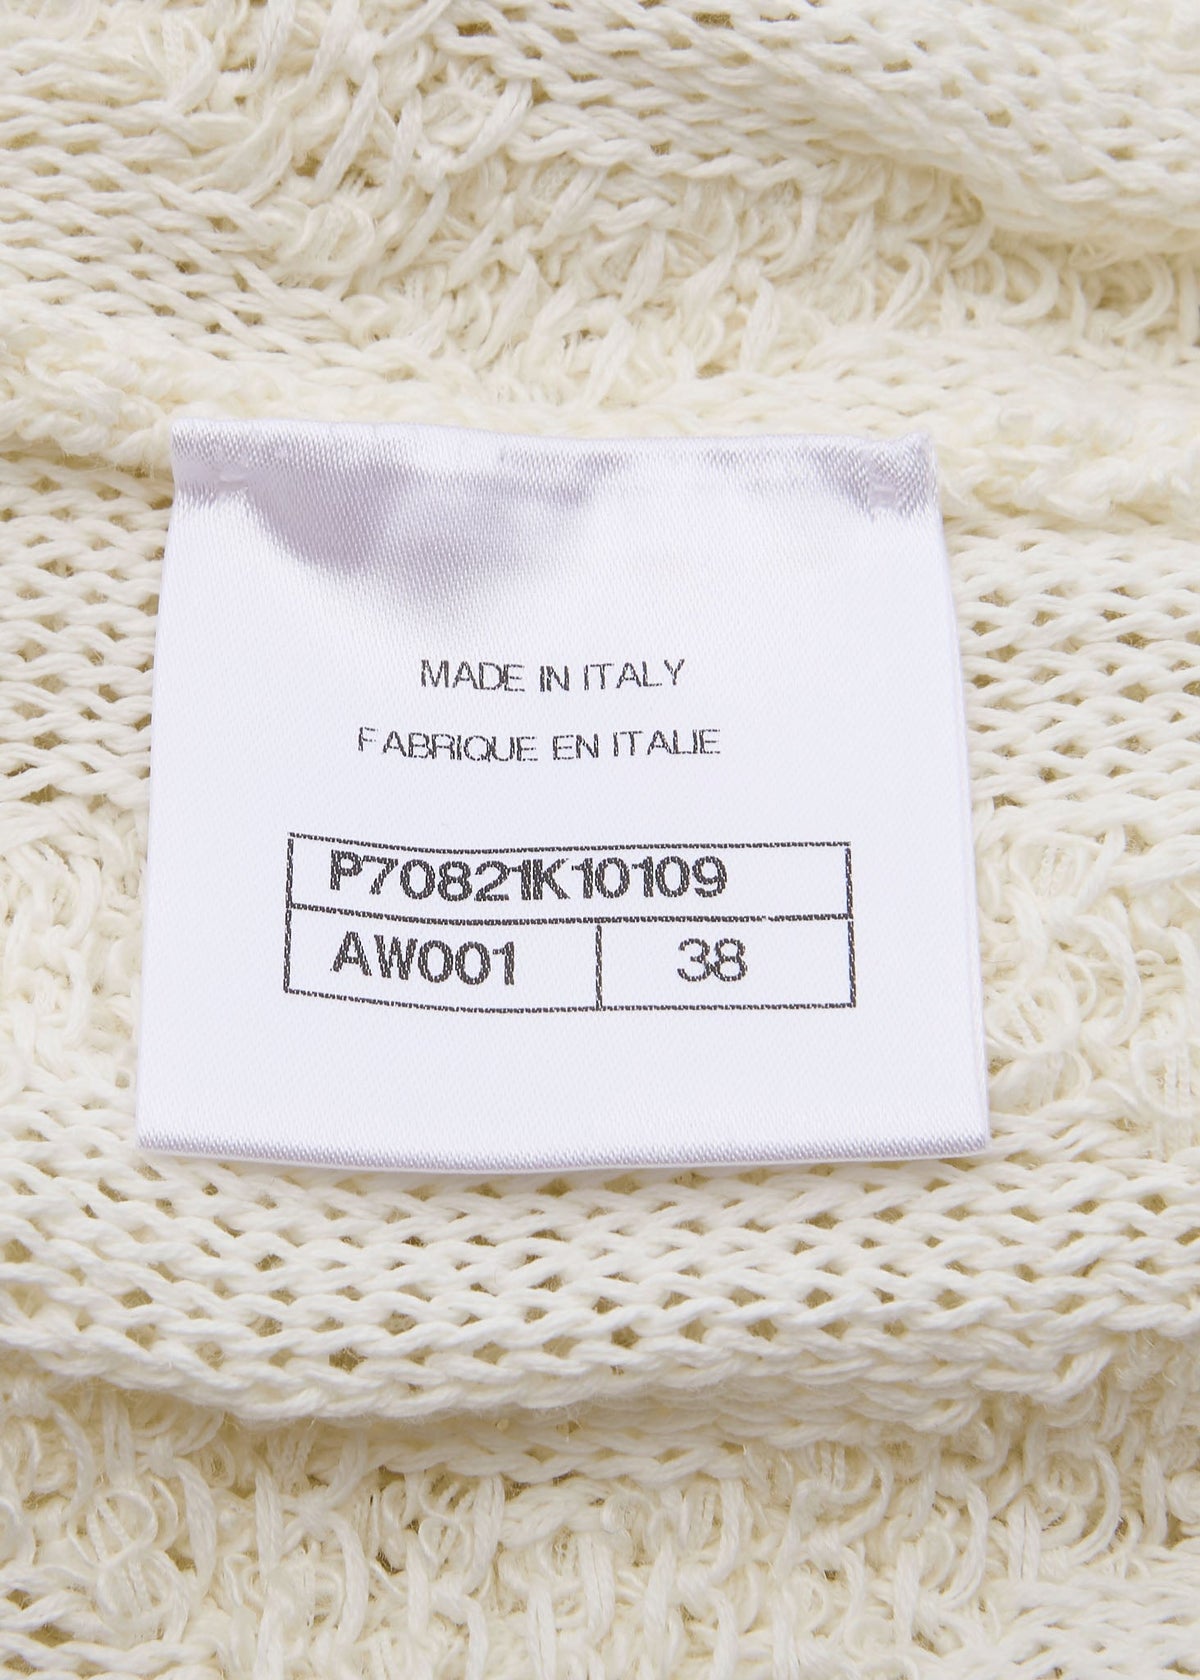 MADE IN ITALY
FABRIQUE EN ITALIE
P70821K10109
AW001 38